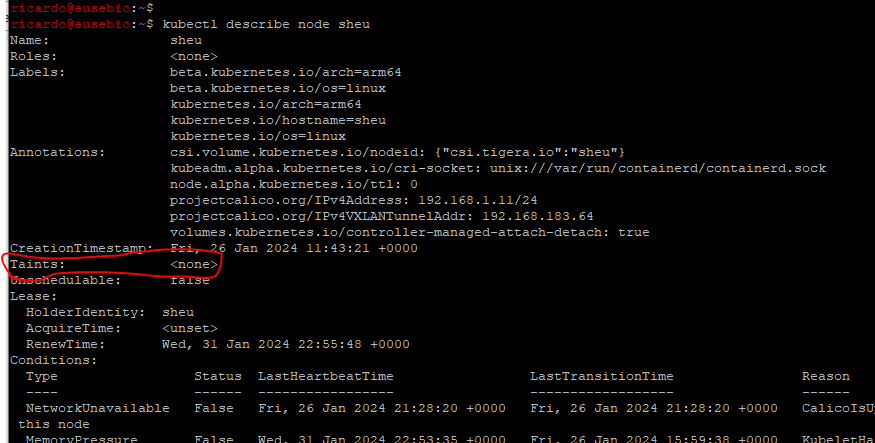 ricardo@eusebio:~$
ricardo@eusebio:~$ kubectl describe node sheu
Name: sheu
Roles: <none>
Labels: beta.kubernetes.io/arch=arm64
beta.kubernetes.io/os=linux
kubernetes.io/arch=arm64
kubernetes.io/hostname=sheu
kubernetes.io/os=linux
Annotations: csi.volume.kubernetes.io/nodeid: {"csi.tigera.io":"sheu"}
kubeadm.alpha.kubernetes.io/cri-socket: unix:///var/run/containerd/containerd.sock
node.alpha.kubernetes.io/ttl: 0
projectcalico.org/IPv4Address: 192.168.1.11/24
projectcalico.org/IPv4VXLANTunnelAddr: 192.168.183.64
volumes.kubernetes.io/controller-managed-attach-detach: true
CreationTimestamp: Fri, 26 Jan 2024 11:43:21 +0000
Taints: <none>
Unschedulable: false
Lease:
HolderIdentity: sheu
AcquireTime: <unset>
RenewTime: Wed, 31 Jan 2024 22:55:48 +0000
Conditions:
Type Status LastHeartbeatTime LastTransitionTime Reason
---- ------ ----------------- ------------------ ------
NetworkUnavailable False Fri, 26 Jan 2024 21:28:20 +0000 Fri, 26 Jan 2024 21:28:20 +0000 CalicoIsU
this node
MemoryPressure False Wed, 31 Jan 2024 22:53:35 +0000 Fri, 26 Jan 2024 15:59:38 +0000 KubeletHa